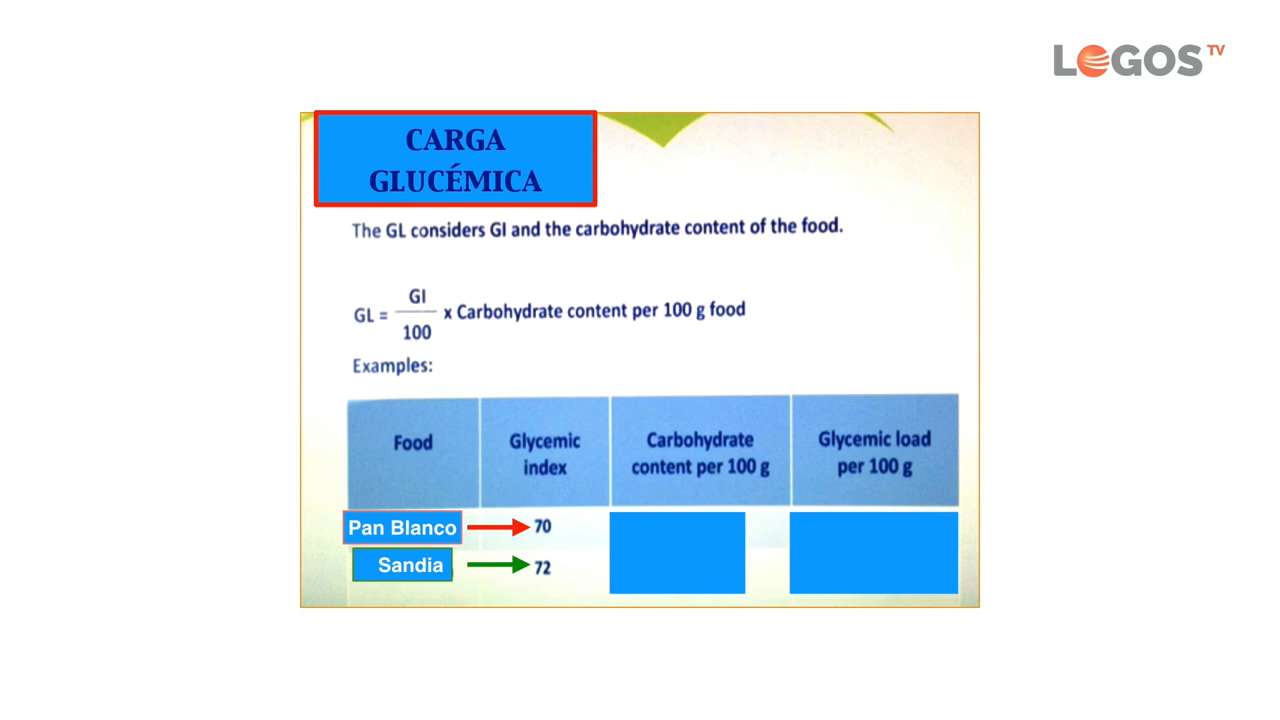 LOGOS TV
CARGA
GLUCÉMICA
The GL considers GI and the carbohydrate content of the food.
GI
GL = x Carbohydrate content per 100 g food
100
Examples:
Food Glycemic index Carbohydrate content per 100 g Glycemic load per 100 g
Pan Blanco 70
Sandia 72